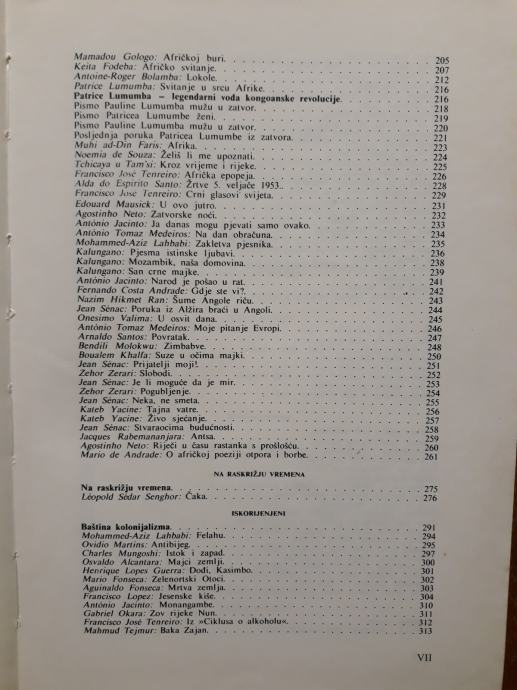 Mamadou Gologo: Afričkoj buri. 205
Keita Fodeba: Afričko svitanje. 207
Antoine-Roger Bolamba: Lokole. 212
Patrice Lumumba: Svitanje u srcu Afrike. 216
Patrice Lumumba – legendarni vođa kongoanske revolucije. 216
Pismo Pauline Lumumba mužu u zatvor. 218
Pismo Patricea Lumumbe ženi. 219
Pismo Pauline Lumumba mužu u zatvor. 220
Posljednja poruka Patricea Lumumbe iz zatvora. 221
Muhi ad-Din Faris: Afrika. 223
Noemia de Souza: Želiš li me upoznati. 224
Tchicaya u Tam'si: Kroz vrijeme i rijeke. 225
Francisco José Tenreiro: Afrička epopeja. 226
Alda do Espirito Santo: Žrtve 5. veljače 1953.. 228
Francisco José Tenreiro: Crni glasovi svijeta. 229
Edouard Mausick: U ovo jutro. 231
Agostinho Neto: Zatvorske noći. 232
António Jacinto: Ja danas mogu pjevati samo ovako. 233
António Tomaz Medeiros: Na dan obračuna. 234
Mohammed-Aziz Lahbabi: Zakletva pjesnika. 235
Kalungano: Pjesma istinske ljubavi. 236
Kalungano: Mozambik, naša domovina. 238
Kalungano: San crne majke. 239
António Jacinto: Narod je pošao u rat. 241
Fernando Costa Andrade: Gdje ste vi?. 242
Nazim Hikmet Ran: Šume Angole riču. 243
Jean Sénac: Poruka iz Alžira braći u Angoli. 244
Onesimo Valima: U osvit dana. 245
António Tomaz Medeiros: Moje pitanje Evropi. 246
Arnaldo Santos: Povratak. 247
Bendili Molokwu: Zimbabve. 248
Boualem Khalfa: Suze u očima majki. 250
Jean Sénac: Prijatelji moji!. 251
Zehor Zerari: Slobodi. 252
Jean Sénac: Je li moguće da je mir. 253
Zehor Zerari: Pogubljenje. 254
Jean Sénac: Neka, ne smeta. 255
Kateb Yacine: Tajna vatre. 256
Kateb Yacine: Živo sjećanje. 257
Jean Sénac: Stvaraocima budućnosti. 258
Jacques Rabemananjara: Antsa. 259
Agostinho Neto: Riječi u času rastanka s prošlošću. 260
Mario de Andrade: O afričkoj poeziji otpora i borbe. 261
NA RASKRIŽJU VREMENA
Na raskrižju vremena. 275
Léopold Sédar Senghor: Čaka. 276
ISKORIJENJENI
Baština kolonijalizma. 291
Mohammed-Aziz Lahbabi: Felahu. 294
Ovidio Martins: Antibijeg. 295
Charles Mungoshi: Istok i zapad. 297
Osvaldo Alcantara: Majci zemlji. 300
Henrique Lopes Guerra: Dođi, Kasimbo. 301
Mario Fonseca: Zelenortski Otoci. 302
Aguinaldo Fonseca: Mrtva zemlja. 303
Francisco Lopez: Jesenske kiše. 304
António Jacinto: Monangambe. 310
Gabriel Okara: Zov rijeke Nun. 311
Francisco José Tenreiro: Iz »Ciklusa o alkoholu«. 312
Mahmud Tejmur: Baka Zajan. 313
VII